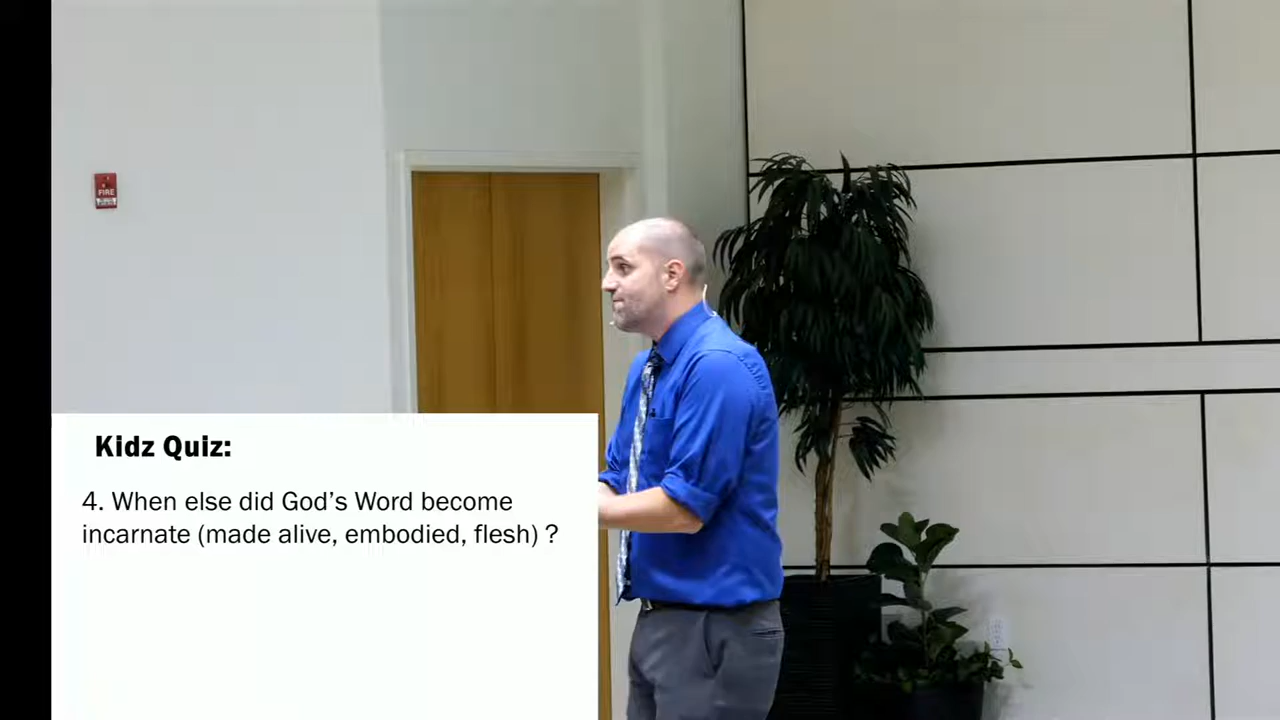 FIRE
Kidz Quiz:
4. When else did God's Word become
incarnate (made alive, embodied, flesh) ?